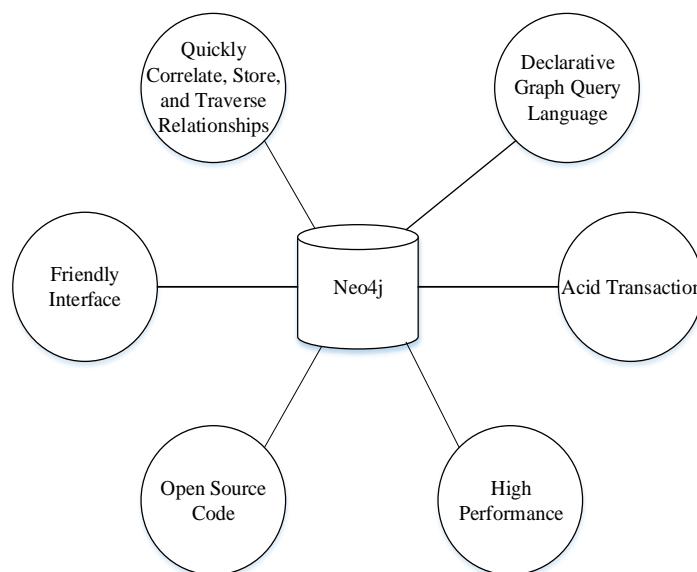 Quickly
Correlate, Store,
and Traverse
Relationships
Declarative
Graph Query
Language
Friendly
Interface
Neo4j
Acid Transaction
Open Source
Code
High
Performance